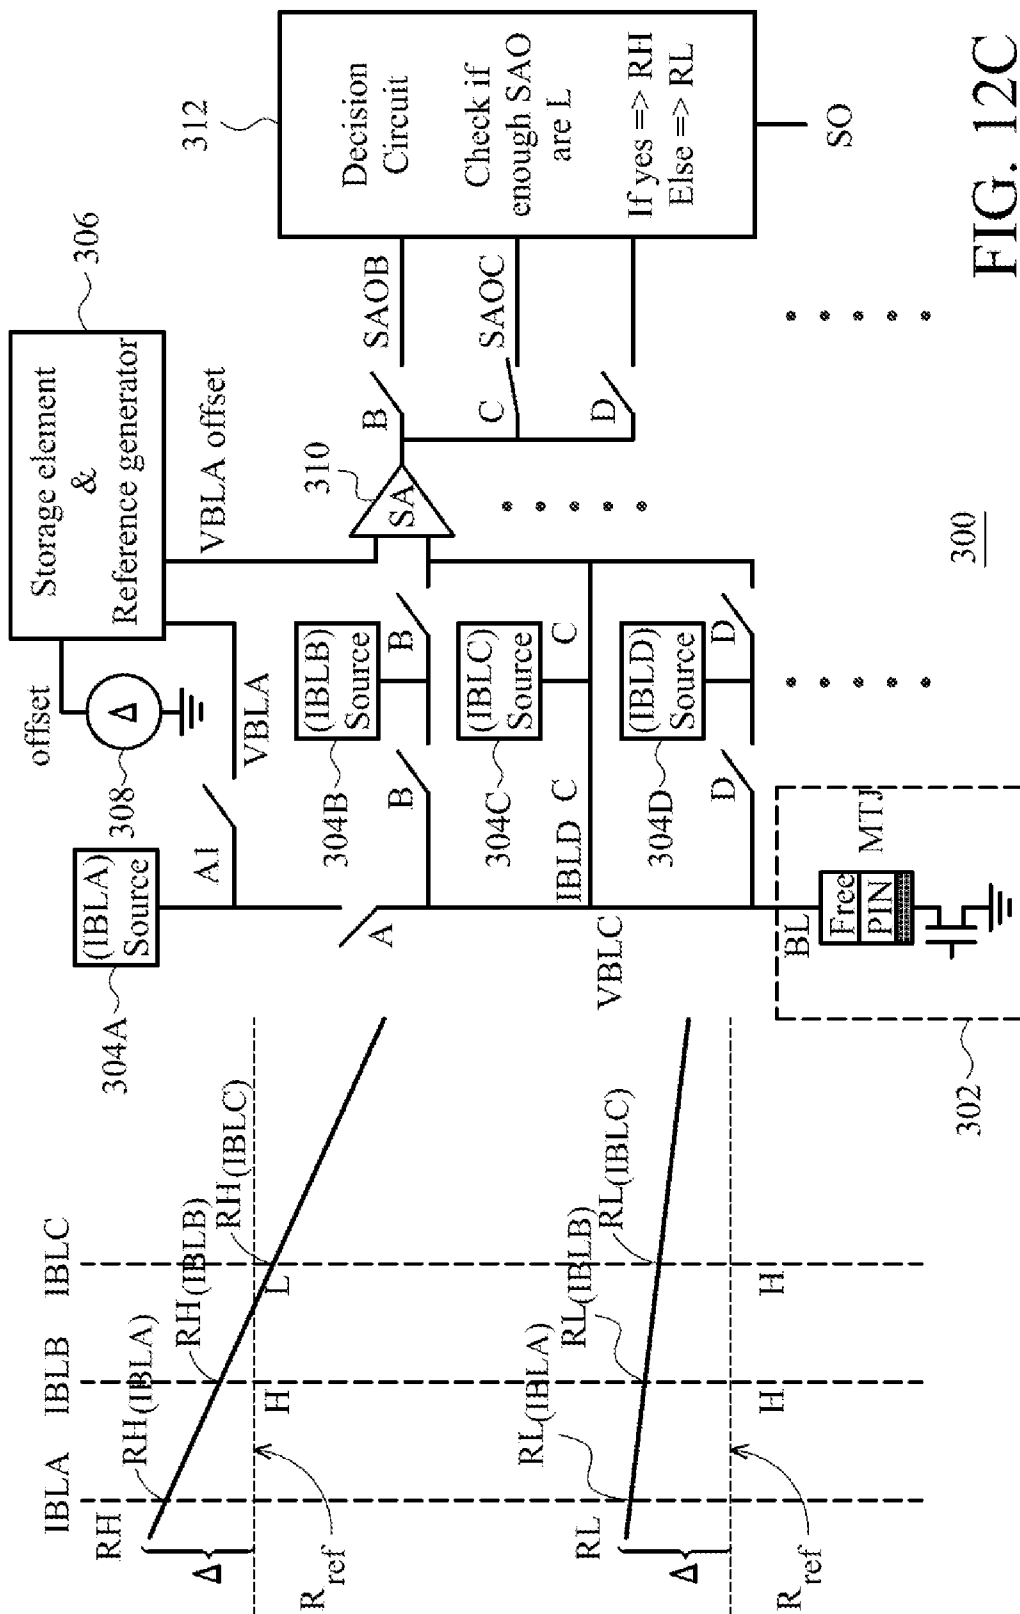 IBLA
IBLB
IBLC
RH
RH(IBLA)
RH(IBLB)
RH(IBLC)
Δ
H
L
Rref
RL
RL(IBLA)
RL(IBLB)
RL(IBLC)
Δ
H
H
Rref
304A
(IBLA)
Source
A1
A
308
offset
Δ
VBLA
306
Storage element
&
Reference generator
VBLA offset
304B
(IBLB)
Source
B
B
304C
(IBLC)
Source
IBLD
C
C
304D
(IBLD)
Source
D
D
VBLC
BL
Free
PIN
MTJ
302
310
SA
B
C
D
SAOB
SAOC
312
Decision
Circuit
Check if
enough SAO
are L
If yes => RH
Else => RL
SO
300
FIG. 12C